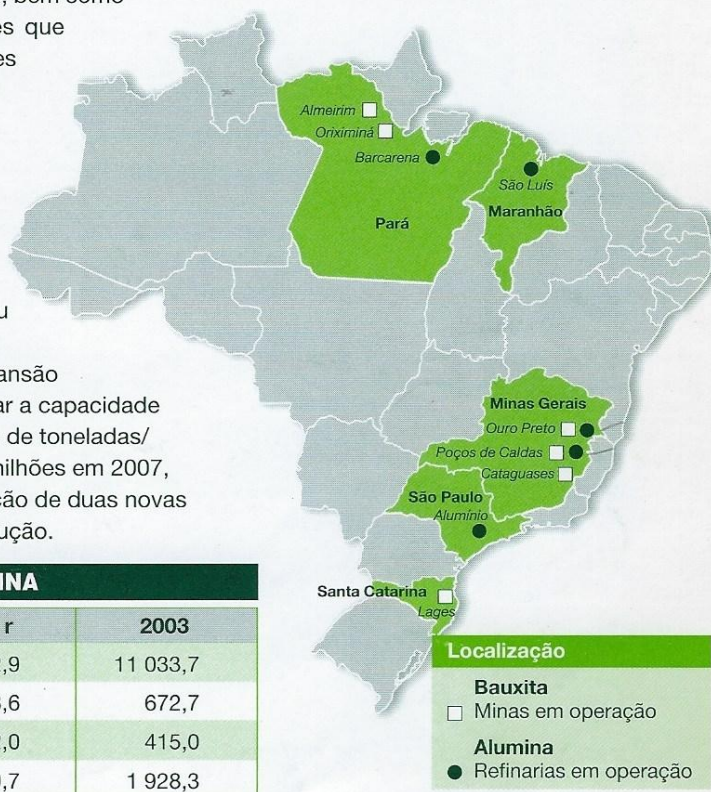 bem como
que
ansão
ar a capacidade
de toneladas/
milhões em 2007,
ção de duas novas
ução.
INA
r 2003
,9 11 033,7
,6 672,7
,0 415,0
,7 1 928,3
Almeirim
Oriximiná
Barcarena
Pará
São Luís
Maranhão
Minas Gerais
Ouro Preto
Poços de Caldas
Cataguases
São Paulo
Alumínio
Santa Catarina
Lages
Localização
Bauxita
Minas em operação
Alumina
Refinarias em operação